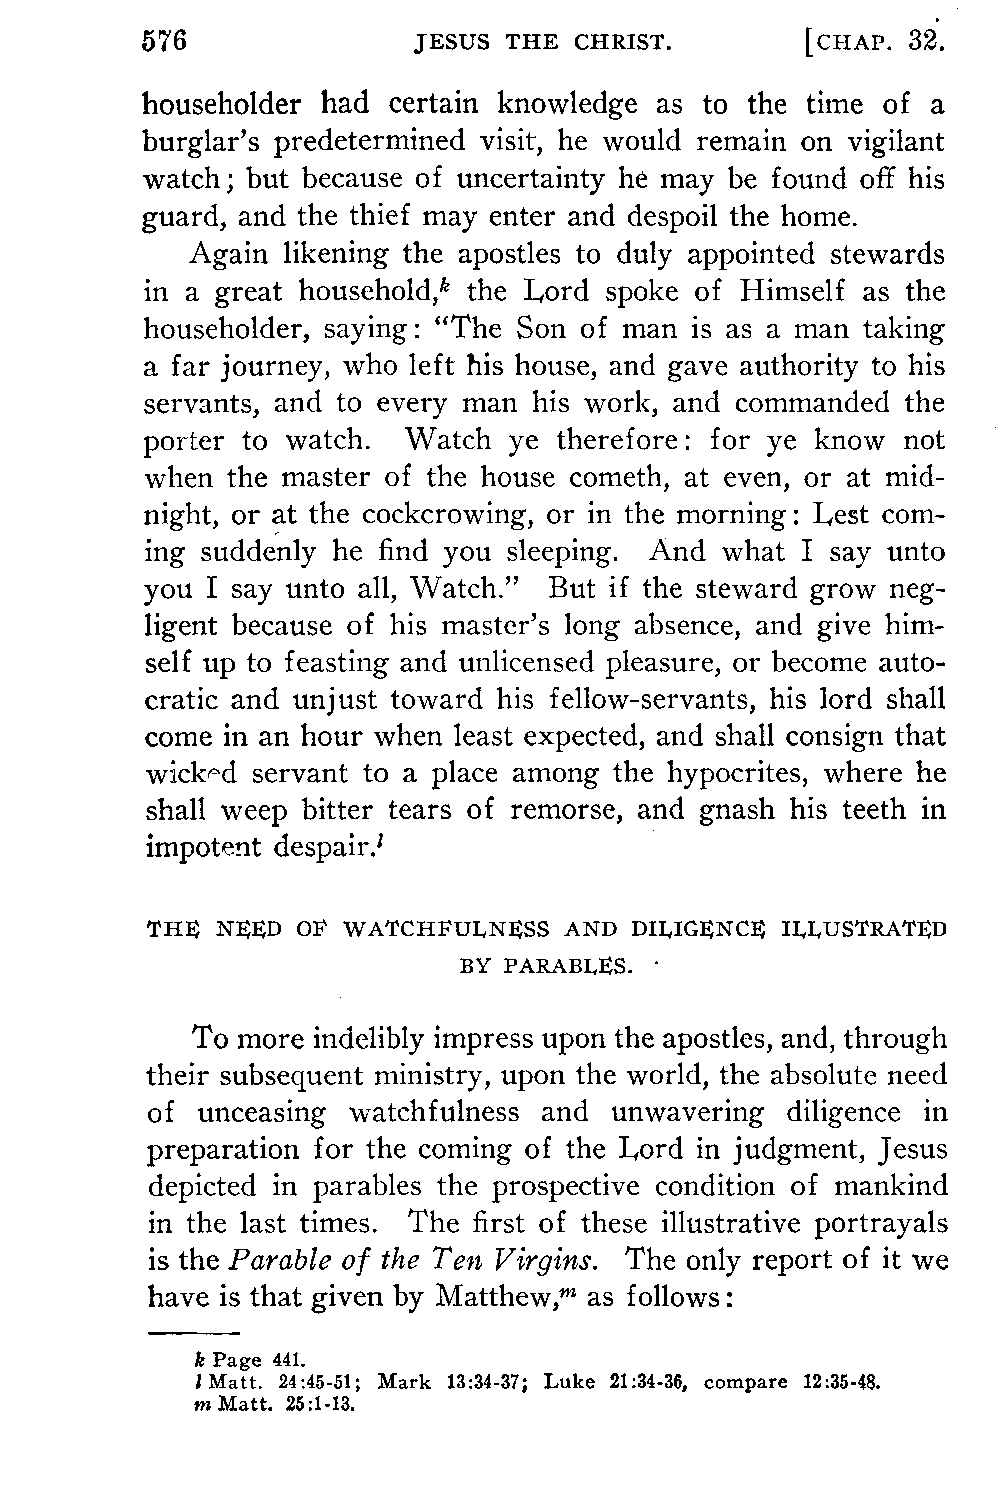 576 JESUS THE CHRIST. [CHAP. 32.
householder had certain knowledge as to the time of a
burglar's predetermined visit, he would remain on vigilant
watch; but because of uncertainty he may be found off his
guard, and the thief may enter and despoil the home.
Again likening the apostles to duly appointed stewards
in a great household,k the Lord spoke of Himself as the
householder, saying: "The Son of man is as a man taking
a far journey, who left his house, and gave authority to his
servants, and to every man his work, and commanded the
porter to watch. Watch ye therefore: for ye know not
when the master of the house cometh, at even, or at mid-
night, or at the cockcrowing, or in the morning: Lest com-
ing suddenly he find you sleeping. And what I say unto
you I say unto all, Watch." But if the steward grow neg-
ligent because of his master's long absence, and give him-
self up to feasting and unlicensed pleasure, or become auto-
cratic and unjust toward his fellow-servants, his lord shall
come in an hour when least expected, and shall consign that
wicked servant to a place among the hypocrites, where he
shall weep bitter tears of remorse, and gnash his teeth in
impotent despair.l
THE NEED OF WATCHFULNESS AND DILIGENCE ILLUSTRATED
BY PARABLES.
To more indelibly impress upon the apostles, and, through
their subsequent ministry, upon the world, the absolute need
of unceasing watchfulness and unwavering diligence in
preparation for the coming of the Lord in judgment, Jesus
depicted in parables the prospective condition of mankind
in the last times. The first of these illustrative portrayals
is the Parable of the Ten Virgins. The only report of it we
have is that given by Matthew,m as follows:
k Page 441.
l Matt. 24:45-51; Mark 13:34-37; Luke 21:34-36, compare 12:35-48.
m Matt. 25:1-13.